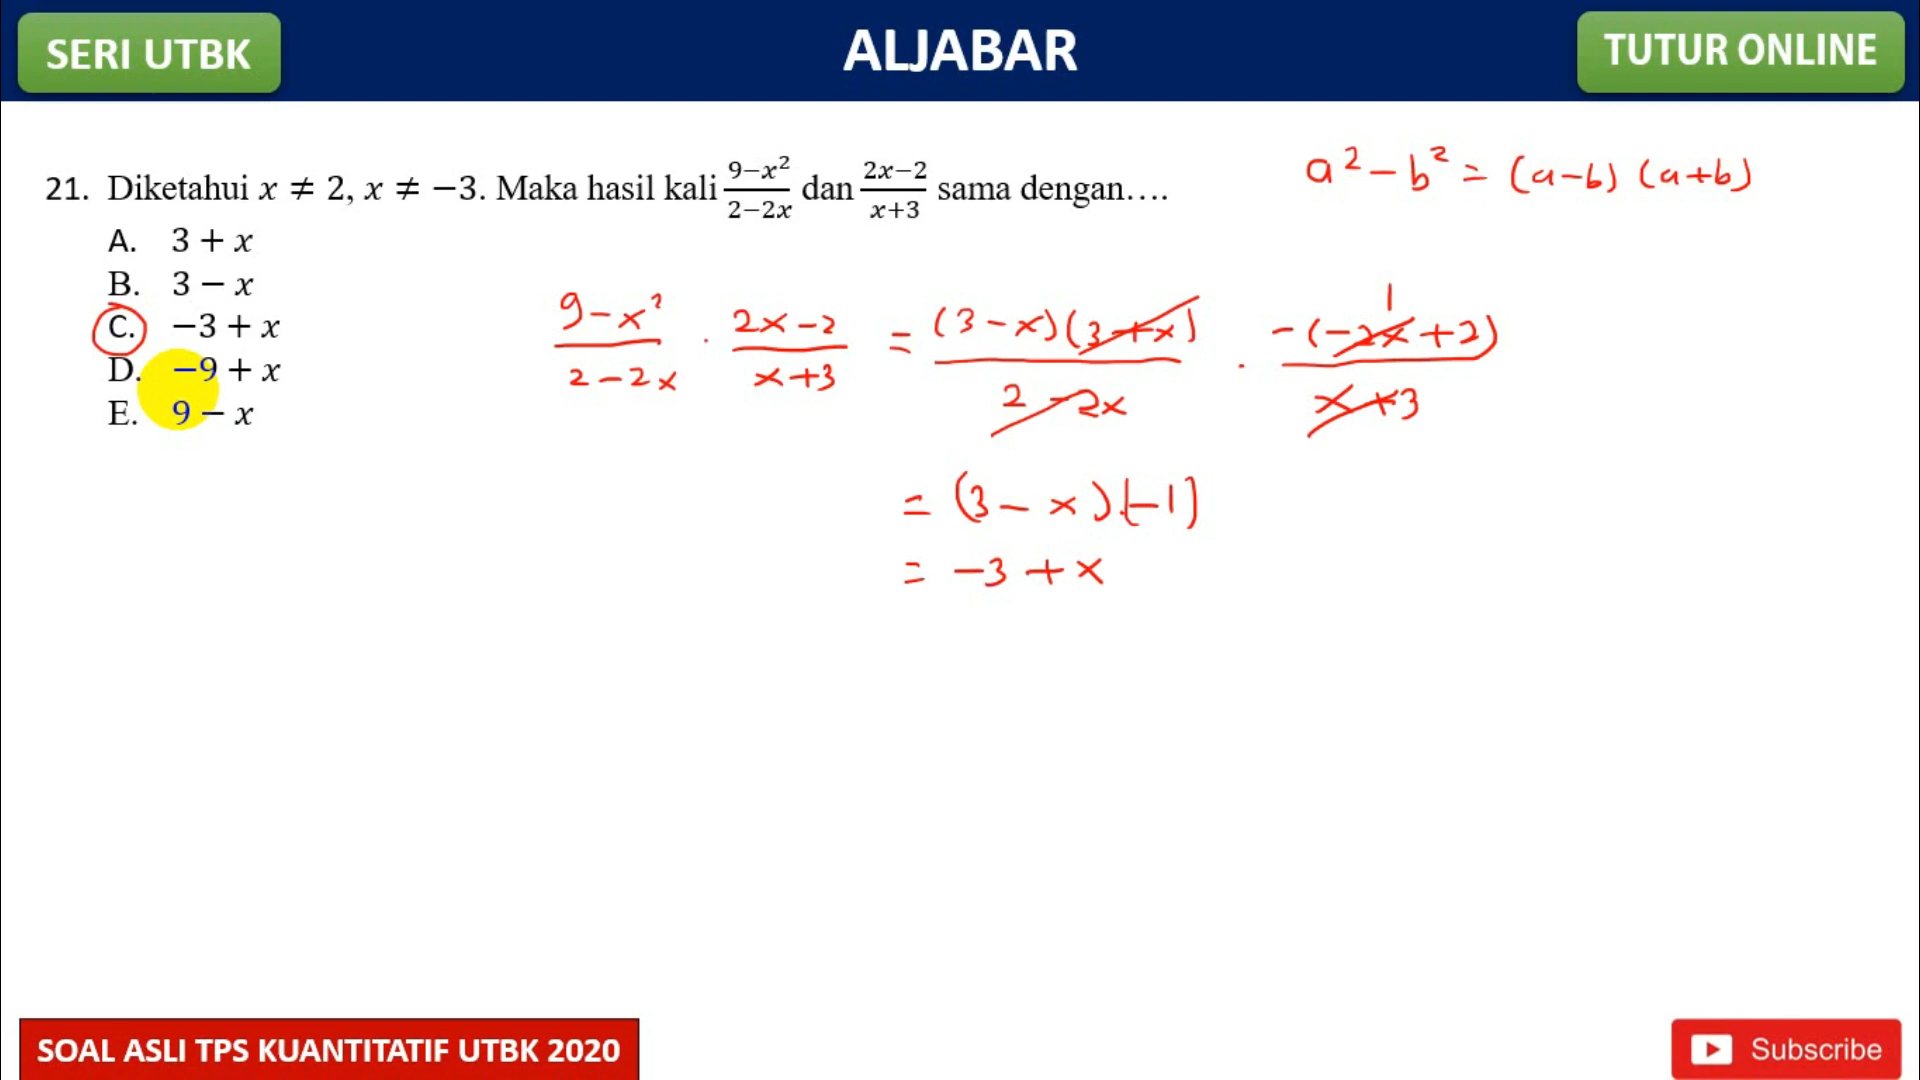 SERI UTBK
ALJABAR
TUTUR ONLINE
21. Diketahui x ≠ 2, x ≠ −3. Maka hasil kali (9−x²)/(2−2x) dan (2x−2)/(x+3) sama dengan….
a² − b² = (a−b) (a+b)
A. 3 + x
B. 3 − x
C. −3 + x
D. −9 + x
E. 9 − x
(9−x²)/(2−2x) . (2x−2)/(x+3) = (3−x)(3+x)/(2−2x) . −(−2x+2)/(x+3)
1
= (3−x).(−1)
= −3 + x
SOAL ASLI TPS KUANTITATIF UTBK 2020
Subscribe